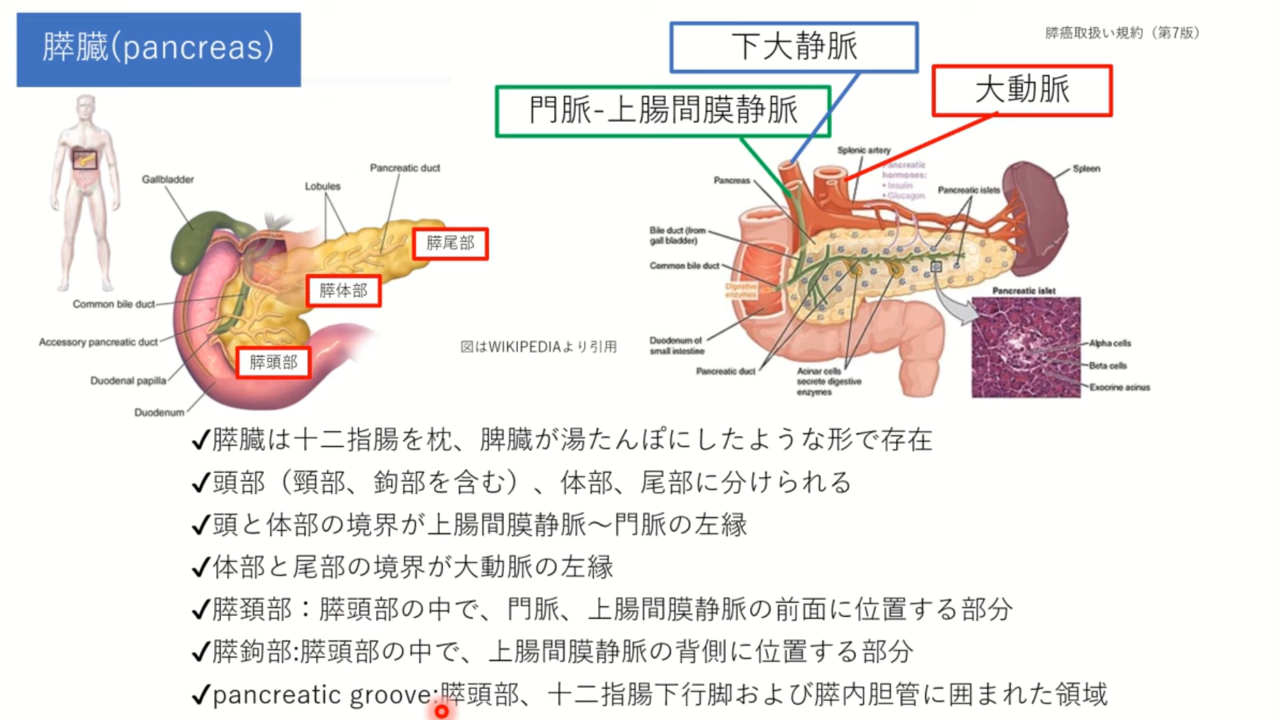 膵臓(pancreas)
下大静脈
膵癌取扱い規約（第7版）
門脈-上腸間膜静脈
大動脈
Gallbladder
Lobules
Pancreatic duct
膵尾部
膵体部
膵頭部
Common bile duct
Accessory pancreatic duct
Duodenal papilla
Duodenum
図はWIKIPEDIAより引用
Splenic artery
Pancreatic
hormones:
• Insulin
• Glucagon
Pancreas
Pancreatic islets
Spleen
Bile duct (from
gall bladder)
Common bile duct
Digestive
enzymes
Duodenum of
small intestine
Pancreatic duct
Acinar cells
secrete digestive
enzymes
Pancreatic islet
Alpha cells
Beta cells
Exocrine acinus
✓膵臓は十二指腸を枕、脾臓が湯たんぽにしたような形で存在
✓頭部（頸部、鉤部を含む）、体部、尾部に分けられる
✓頭と体部の境界が上腸間膜静脈～門脈の左縁
✓体部と尾部の境界が大動脈の左縁
✓膵頚部：膵頭部の中で、門脈、上腸間膜静脈の前面に位置する部分
✓膵鉤部:膵頭部の中で、上腸間膜静脈の背側に位置する部分
✓pancreatic groove:膵頭部、十二指腸下行脚および膵内胆管に囲まれた領域